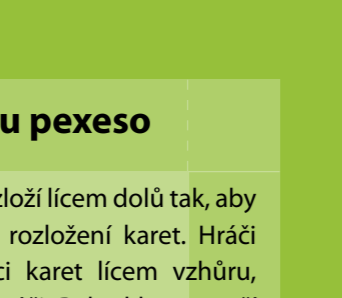 u pexeso
zloží lícem dolů tak, aby
rozložení karet. Hráči
ci karet lícem vzhůru,